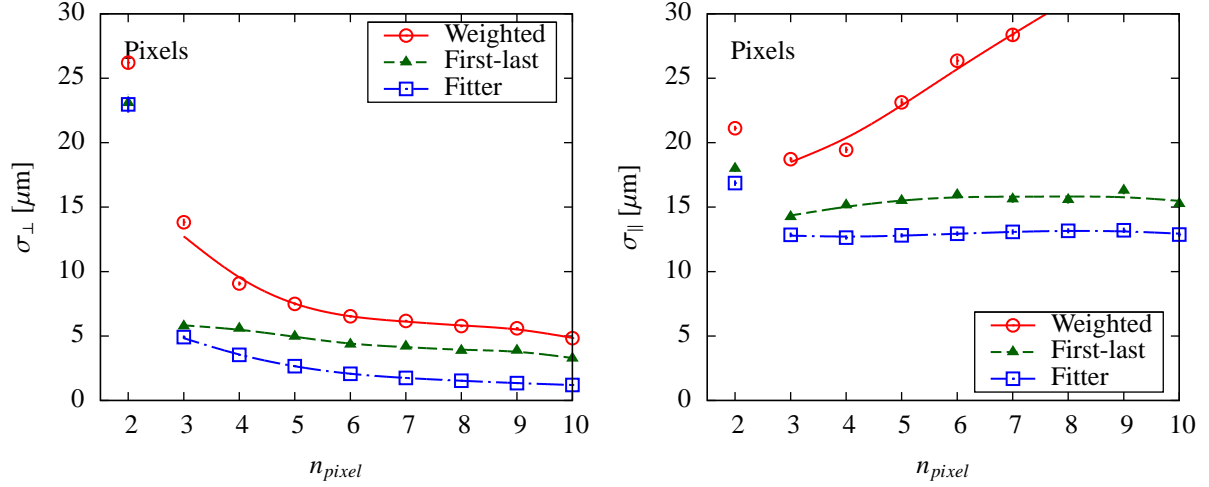 30
25
20
15
10
5
0
σ⊥ [μm]
Pixels
Weighted
First-last
Fitter
2 3 4 5 6 7 8 9 10
n_pixel
30
25
20
15
10
5
0
σ∥ [μm]
Pixels
Weighted
First-last
Fitter
2 3 4 5 6 7 8 9 10
n_pixel